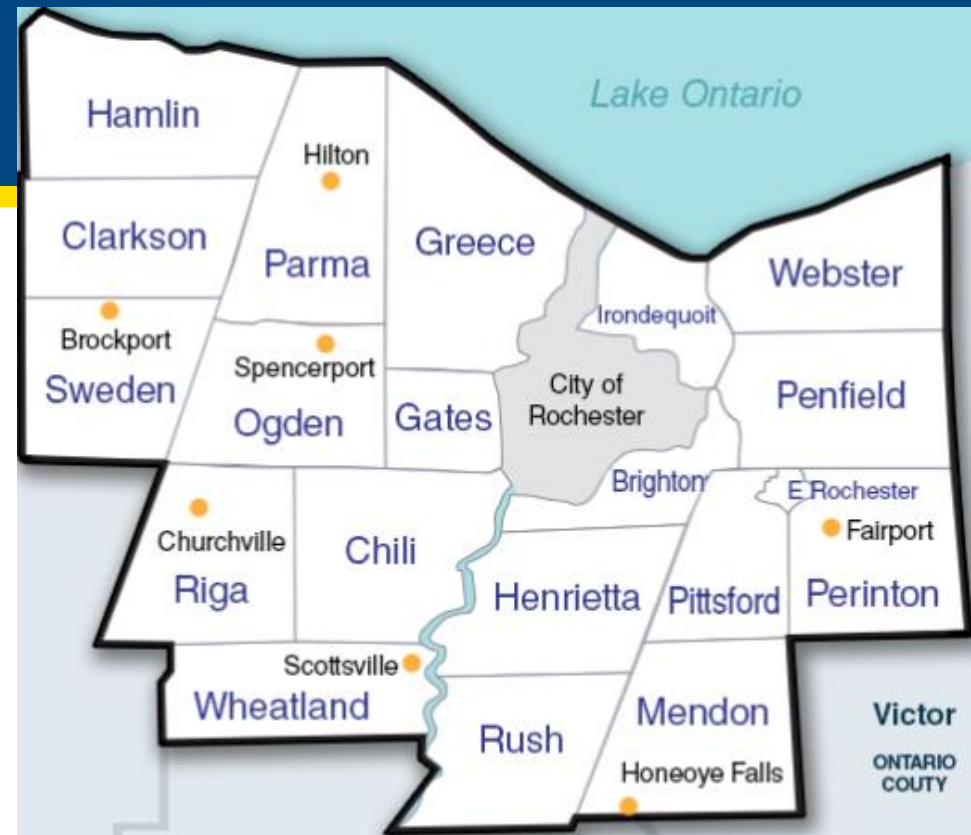 Lake Ontario
Hamlin
Hilton
Clarkson
Greece
Parma
Webster
Irondequoit
Brockport
Spencerport
Sweden
City of
Rochester
Penfield
Gates
Ogden
Brighton
E Rochester
Churchville
Fairport
Chili
Riga
Henrietta
Pittsford
Perinton
Scottsville
Wheatland
Mendon
Victor
Rush
ONTARIO
COUTY
Honeoye Falls